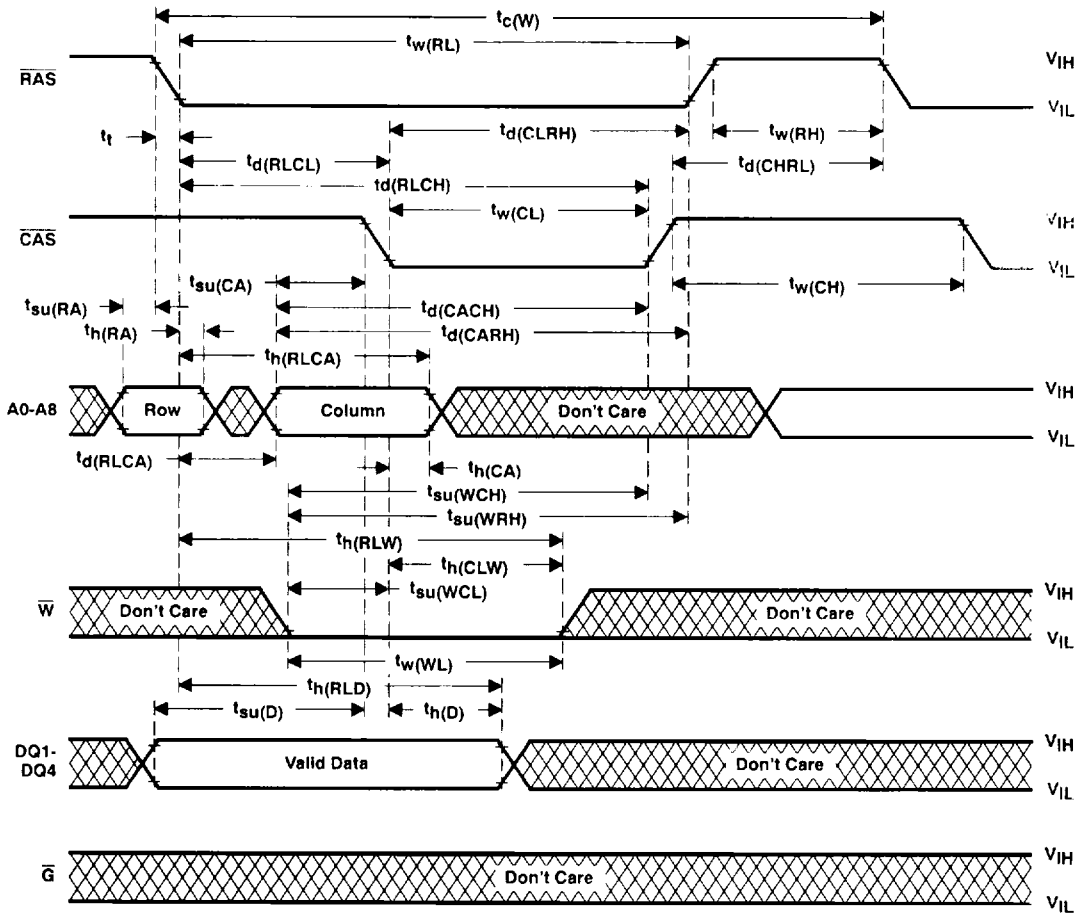 tc(W)
tw(RL)
RAS
VIH
VIL
tt
td(CLRH)
tw(RH)
td(RLCL)
td(CHRL)
td(RLCH)
tw(CL)
CAS
VIH
VIL
tsu(CA)
tw(CH)
tsu(RA)
td(CACH)
th(RA)
td(CARH)
th(RLCA)
A0-A8
Row
Column
Don't Care
VIH
VIL
td(RLCA)
th(CA)
tsu(WCH)
tsu(WRH)
th(RLW)
th(CLW)
tsu(WCL)
W
Don't Care
Don't Care
VIH
VIL
tw(WL)
th(RLD)
tsu(D)
th(D)
DQ1-
DQ4
Valid Data
Don't Care
VIH
VIL
G
Don't Care
VIH
VIL